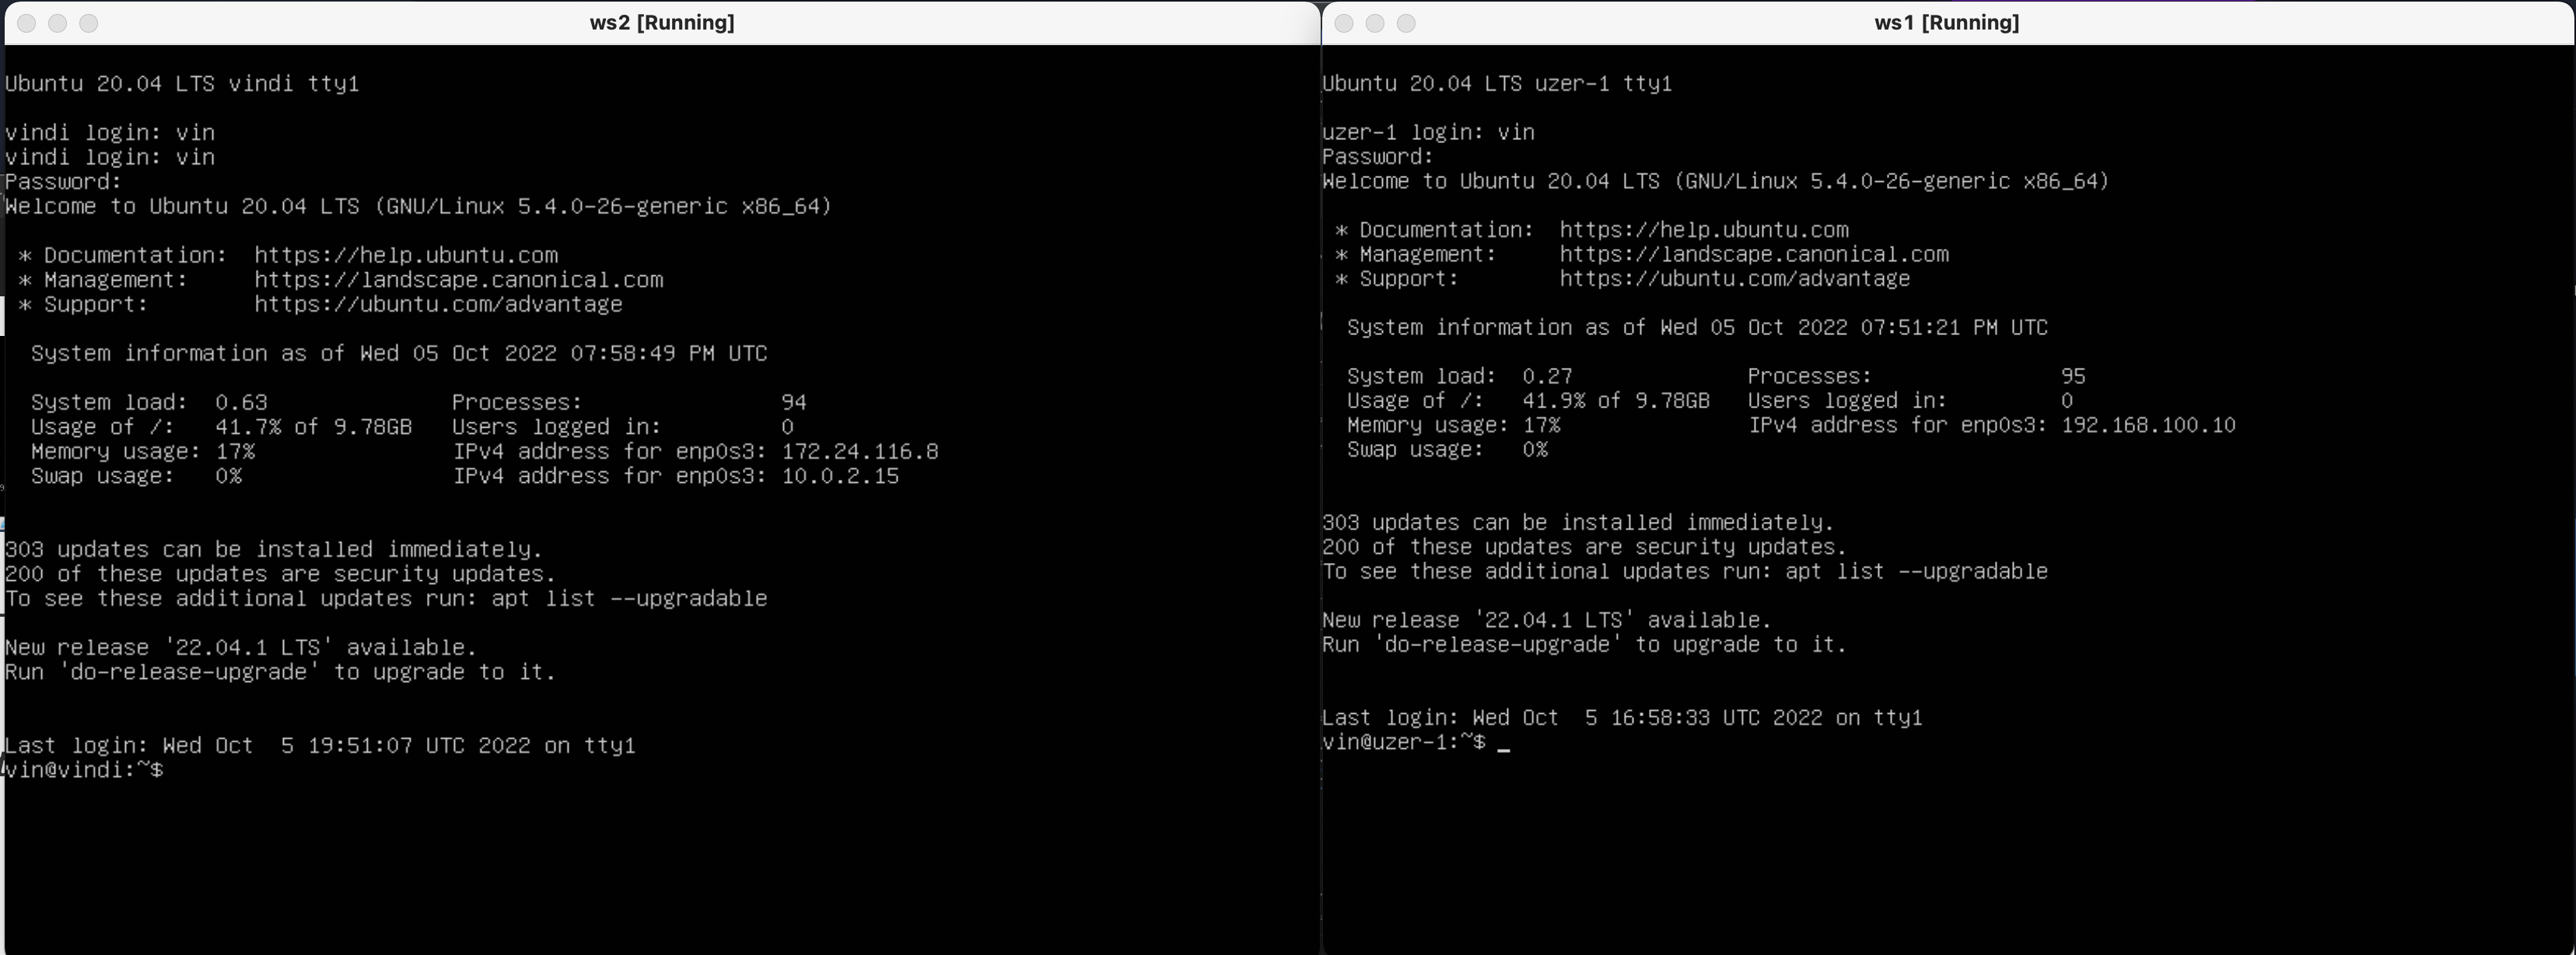 ws2 [Running]
Ubuntu 20.04 LTS vindi tty1
vindi login: vin
vindi login: vin
Password:
Welcome to Ubuntu 20.04 LTS (GNU/Linux 5.4.0-26-generic x86_64)
* Documentation:  https://help.ubuntu.com
* Management:     https://landscape.canonical.com
* Support:        https://ubuntu.com/advantage
System information as of Wed 05 Oct 2022 07:58:49 PM UTC
System load:  0.63              Processes:               94
Usage of /:   41.7% of 9.78GB   Users logged in:         0
Memory usage: 17%               IPv4 address for enp0s3: 172.24.116.8
Swap usage:   0%                IPv4 address for enp0s3: 10.0.2.15
303 updates can be installed immediately.
200 of these updates are security updates.
To see these additional updates run: apt list --upgradable
New release '22.04.1 LTS' available.
Run 'do-release-upgrade' to upgrade to it.
Last login: Wed Oct  5 19:51:07 UTC 2022 on tty1
vin@vindi:~$
ws1 [Running]
Ubuntu 20.04 LTS uzer-1 tty1
uzer-1 login: vin
Password:
Welcome to Ubuntu 20.04 LTS (GNU/Linux 5.4.0-26-generic x86_64)
* Documentation:  https://help.ubuntu.com
* Management:     https://landscape.canonical.com
* Support:        https://ubuntu.com/advantage
System information as of Wed 05 Oct 2022 07:51:21 PM UTC
System load:  0.27              Processes:               95
Usage of /:   41.9% of 9.78GB   Users logged in:         0
Memory usage: 17%               IPv4 address for enp0s3: 192.168.100.10
Swap usage:   0%
303 updates can be installed immediately.
200 of these updates are security updates.
To see these additional updates run: apt list --upgradable
New release '22.04.1 LTS' available.
Run 'do-release-upgrade' to upgrade to it.
Last login: Wed Oct  5 16:58:33 UTC 2022 on tty1
vin@uzer-1:~$ _